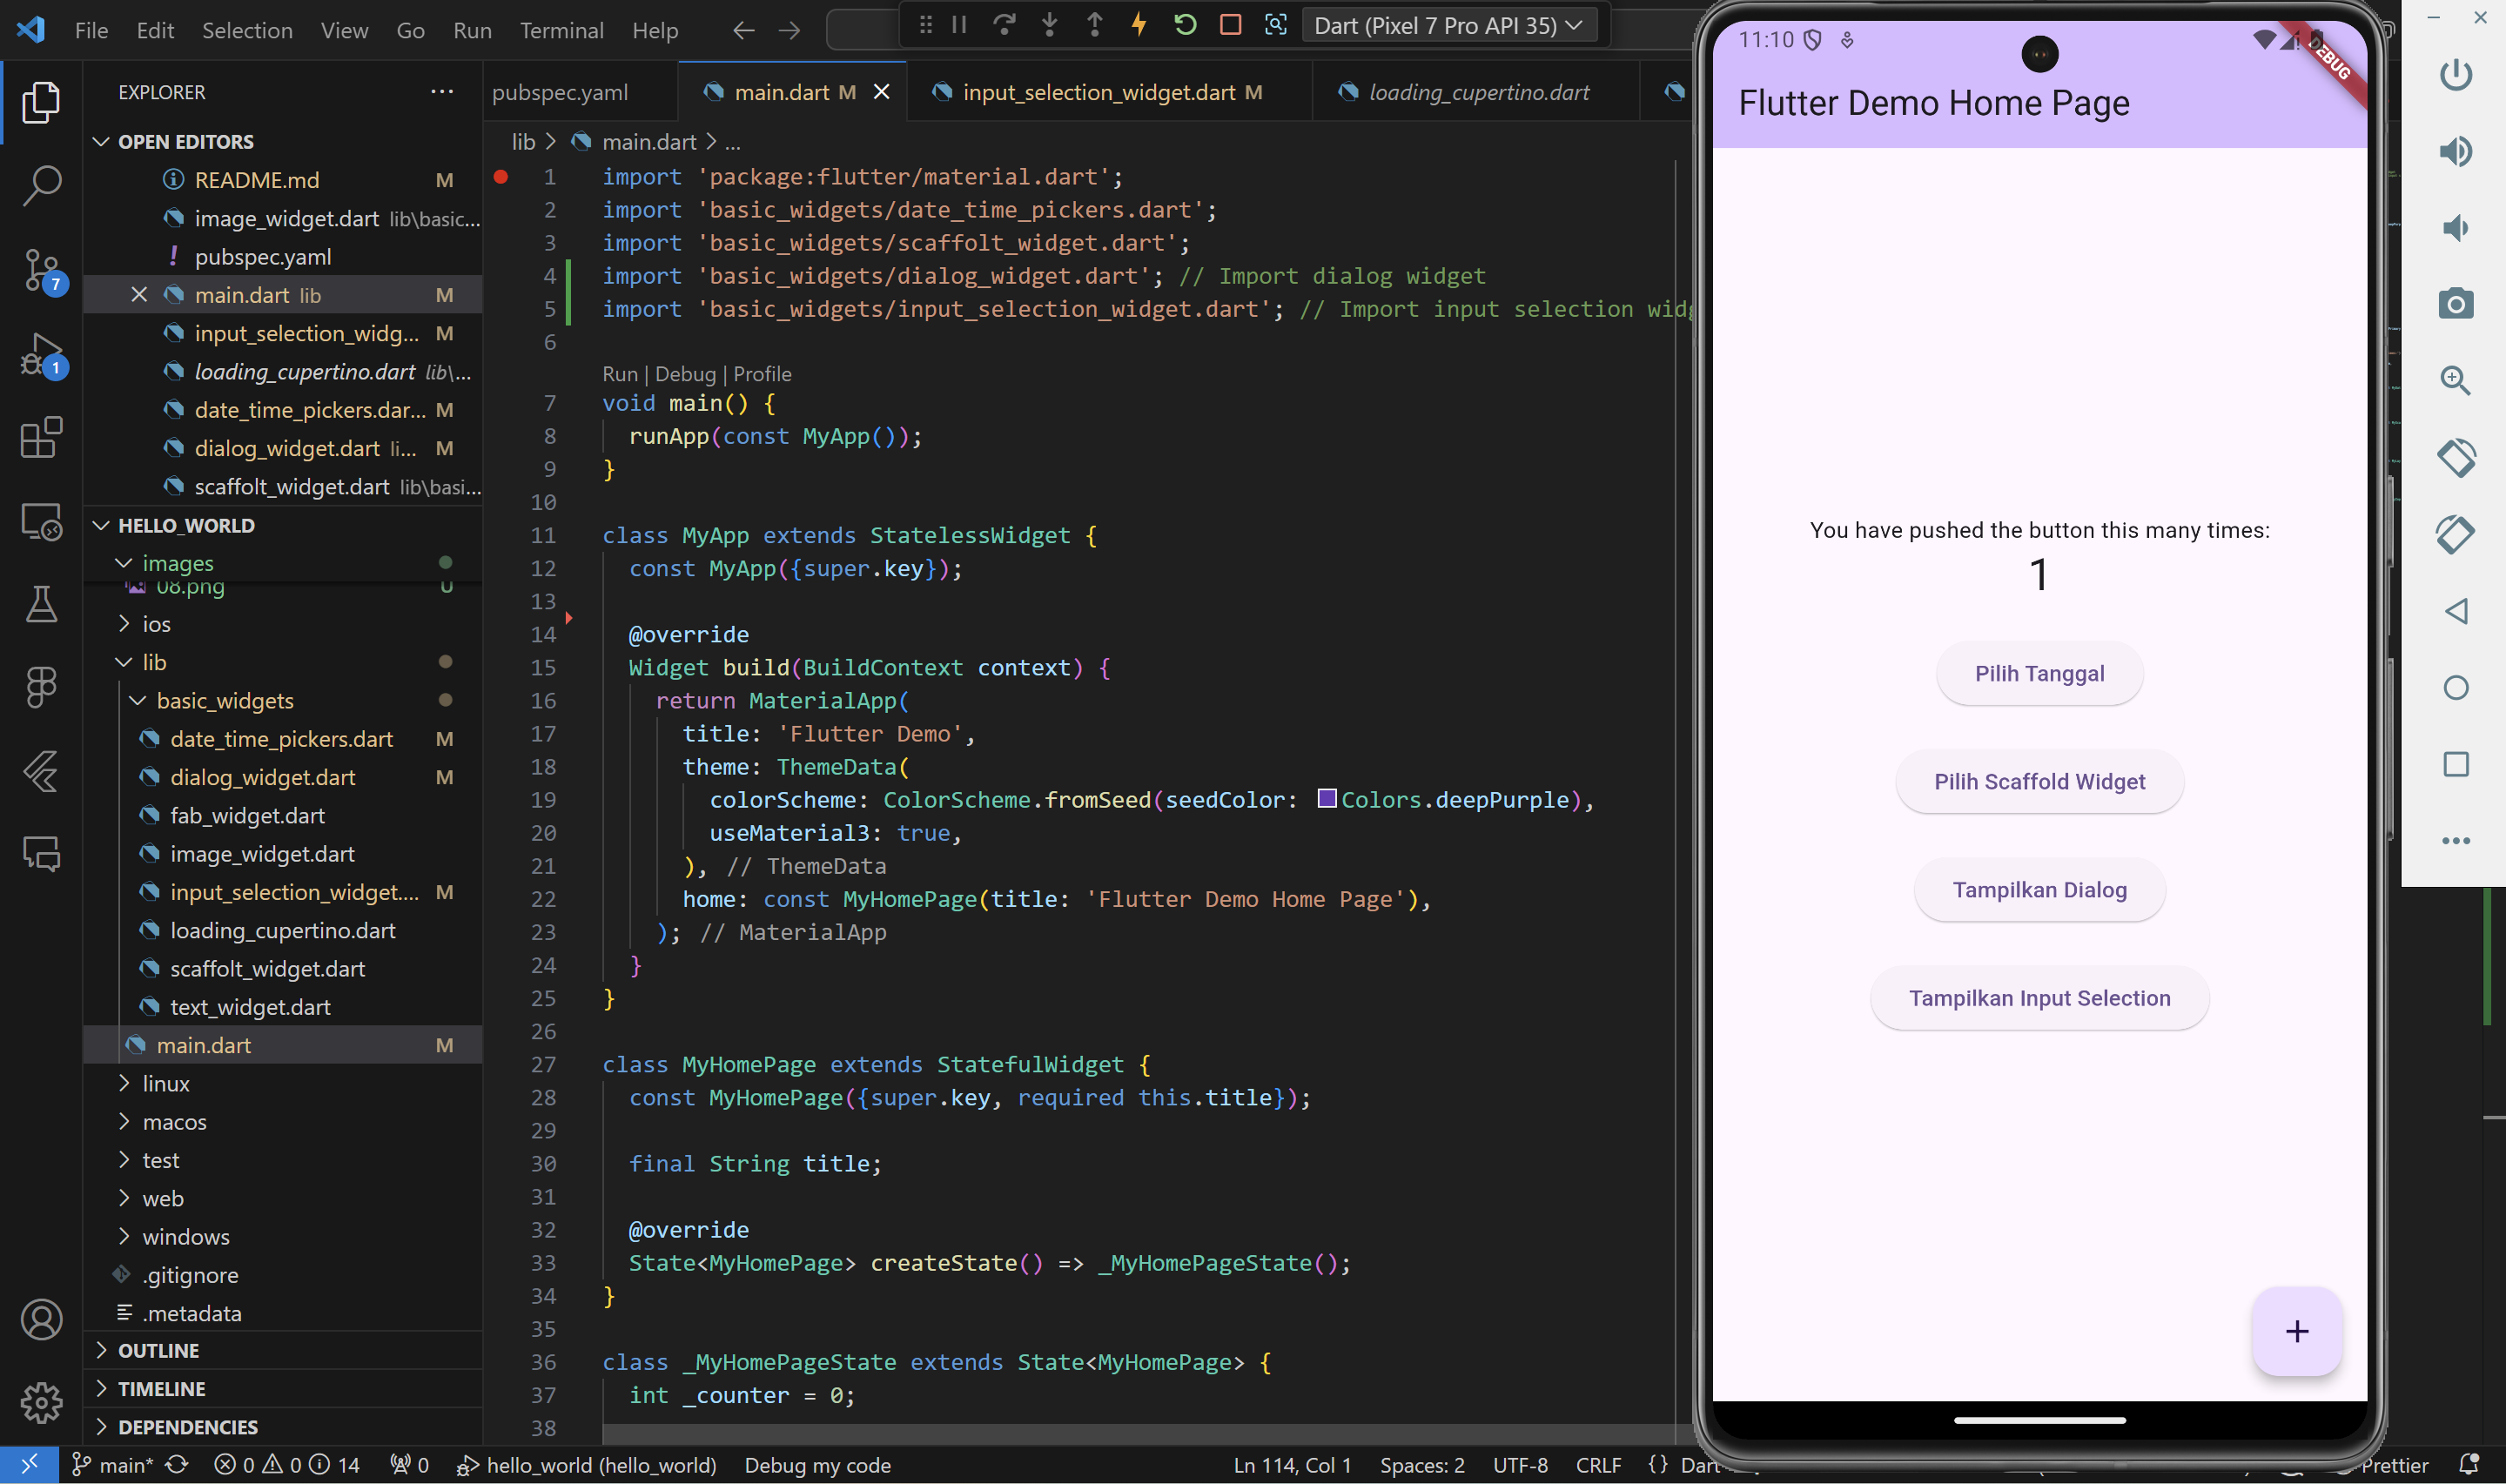 File Edit Selection View Go Run Terminal Help
Dart (Pixel 7 Pro API 35)
EXPLORER
OPEN EDITORS
README.md M
image_widget.dart lib\basic...
pubspec.yaml
main.dart lib M
input_selection_widg... M
loading_cupertino.dart lib\...
date_time_pickers.dar... M
dialog_widget.dart li... M
scaffolt_widget.dart lib\basi...
HELLO_WORLD
images
08.png U
ios
lib
basic_widgets
date_time_pickers.dart M
dialog_widget.dart M
fab_widget.dart
image_widget.dart
input_selection_widget.... M
loading_cupertino.dart
scaffolt_widget.dart
text_widget.dart
main.dart M
linux
macos
test
web
windows
.gitignore
.metadata
OUTLINE
TIMELINE
DEPENDENCIES
7
1
pubspec.yaml main.dart M input_selection_widget.dart M loading_cupertino.dart
lib > main.dart > ...
1 import 'package:flutter/material.dart';
2 import 'basic_widgets/date_time_pickers.dart';
3 import 'basic_widgets/scaffolt_widget.dart';
4 import 'basic_widgets/dialog_widget.dart'; // Import dialog widget
5 import 'basic_widgets/input_selection_widget.dart'; // Import input selection widg
6
Run | Debug | Profile
7 void main() {
8 runApp(const MyApp());
9 }
10
11 class MyApp extends StatelessWidget {
12 const MyApp({super.key});
13
14 @override
15 Widget build(BuildContext context) {
16 return MaterialApp(
17 title: 'Flutter Demo',
18 theme: ThemeData(
19 colorScheme: ColorScheme.fromSeed(seedColor: Colors.deepPurple),
20 useMaterial3: true,
21 ), // ThemeData
22 home: const MyHomePage(title: 'Flutter Demo Home Page'),
23 ); // MaterialApp
24 }
25 }
26
27 class MyHomePage extends StatefulWidget {
28 const MyHomePage({super.key, required this.title});
29
30 final String title;
31
32 @override
33 State<MyHomePage> createState() => _MyHomePageState();
34 }
35
36 class _MyHomePageState extends State<MyHomePage> {
37 int _counter = 0;
38
11:10
DEBUG
Flutter Demo Home Page
You have pushed the button this many times:
1
Pilih Tanggal
Pilih Scaffold Widget
Tampilkan Dialog
Tampilkan Input Selection
+
main* 0 0 14 0 hello_world (hello_world) Debug my code Ln 114, Col 1 Spaces: 2 UTF-8 CRLF {} Dart Prettier